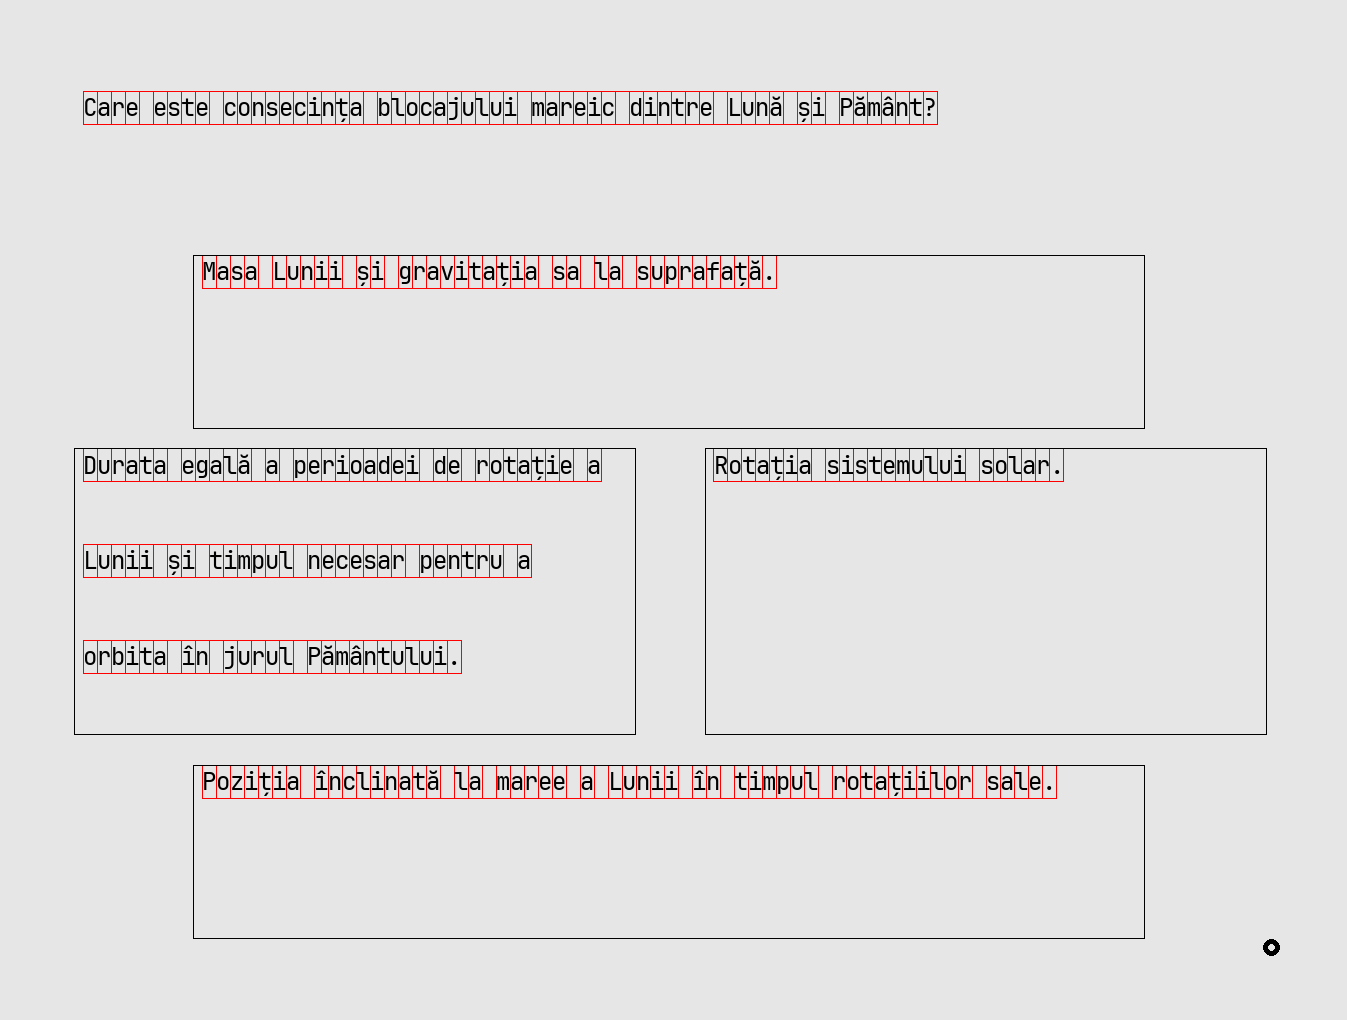 Care este consecința blocajului mareic dintre Lună și Pământ?
Masa Lunii și gravitația sa la suprafață.
Durata egală a perioadei de rotație a
Lunii și timpul necesar pentru a
orbita în jurul Pământului.
Rotația sistemului solar.
Poziția înclinată la maree a Lunii în timpul rotațiilor sale.